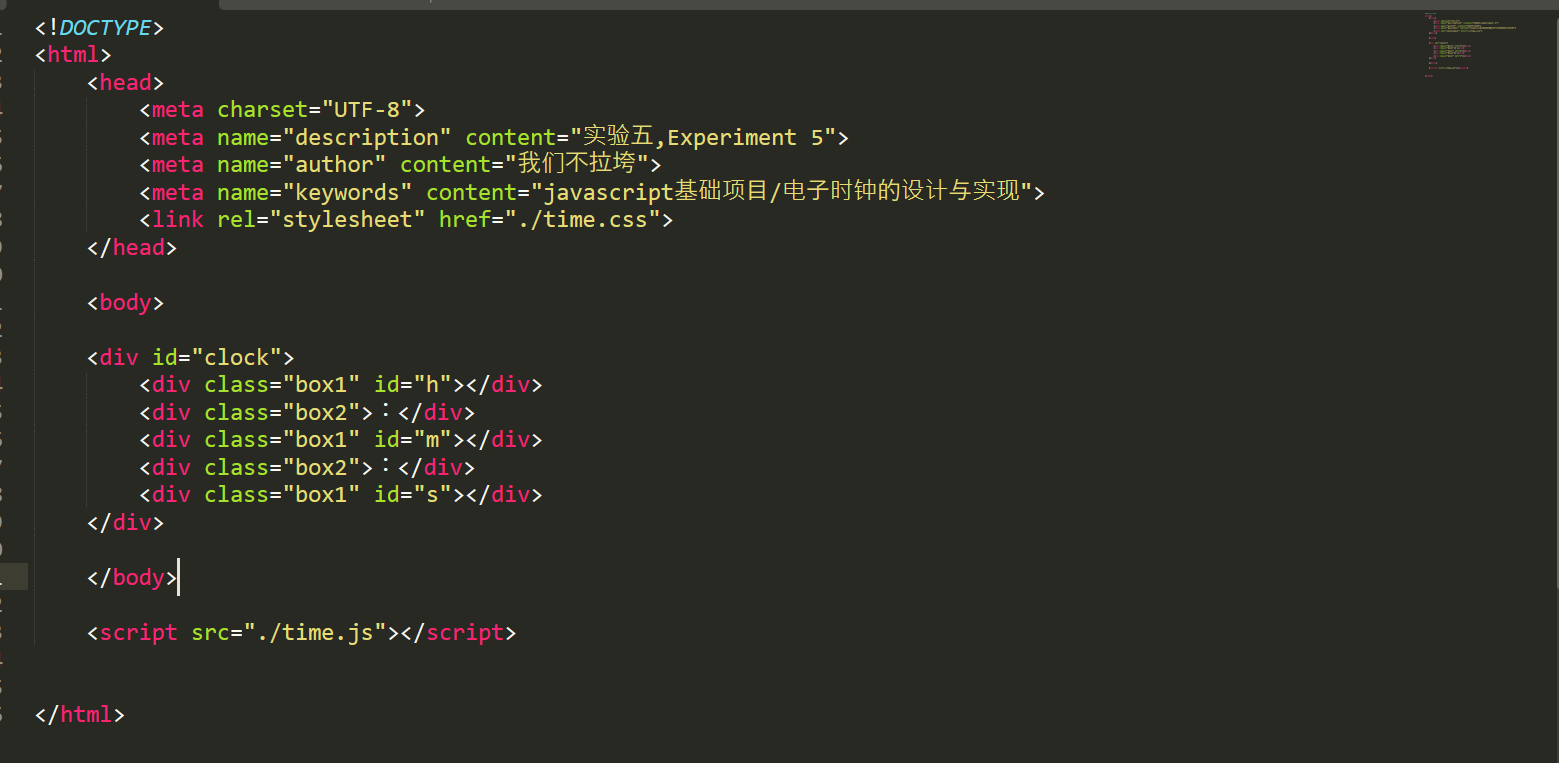 <!DOCTYPE>
<html>
<head>
<meta charset="UTF-8">
<meta name="description" content="实验五,Experiment 5">
<meta name="author" content="我们不拉垮">
<meta name="keywords" content="javascript基础项目/电子时钟的设计与实现">
<link rel="stylesheet" href="./time.css">
</head>
<body>
<div id="clock">
<div class="box1" id="h"></div>
<div class="box2">：</div>
<div class="box1" id="m"></div>
<div class="box2">：</div>
<div class="box1" id="s"></div>
</div>
</body>
<script src="./time.js"></script>
</html>